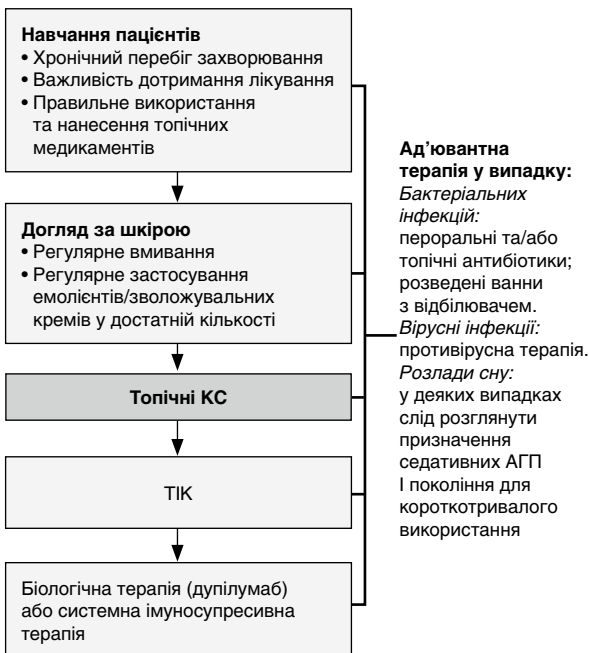 Навчання пацієнтів
• Хронічний перебіг захворювання
• Важливість дотримання лікування
• Правильне використання
та нанесення топічних
медикаментів
Догляд за шкірою
• Регулярне вмивання
• Регулярне застосування
емолієнтів/зволожувальних
кремів у достатній кількості
Топічні КС
ТІК
Біологічна терапія (дупілумаб)
або системна імуносупресивна
терапія
Ад’ювантна
терапія у випадку:
Бактеріальних
інфекцій:
пероральні та/або
топічні антибіотики;
розведені ванни
з відбілювачем.
Вірусні інфекції:
противірусна терапія.
Розлади сну:
у деяких випадках
слід розглянути
призначення
седативних АГП
І покоління для
короткотривалого
використання